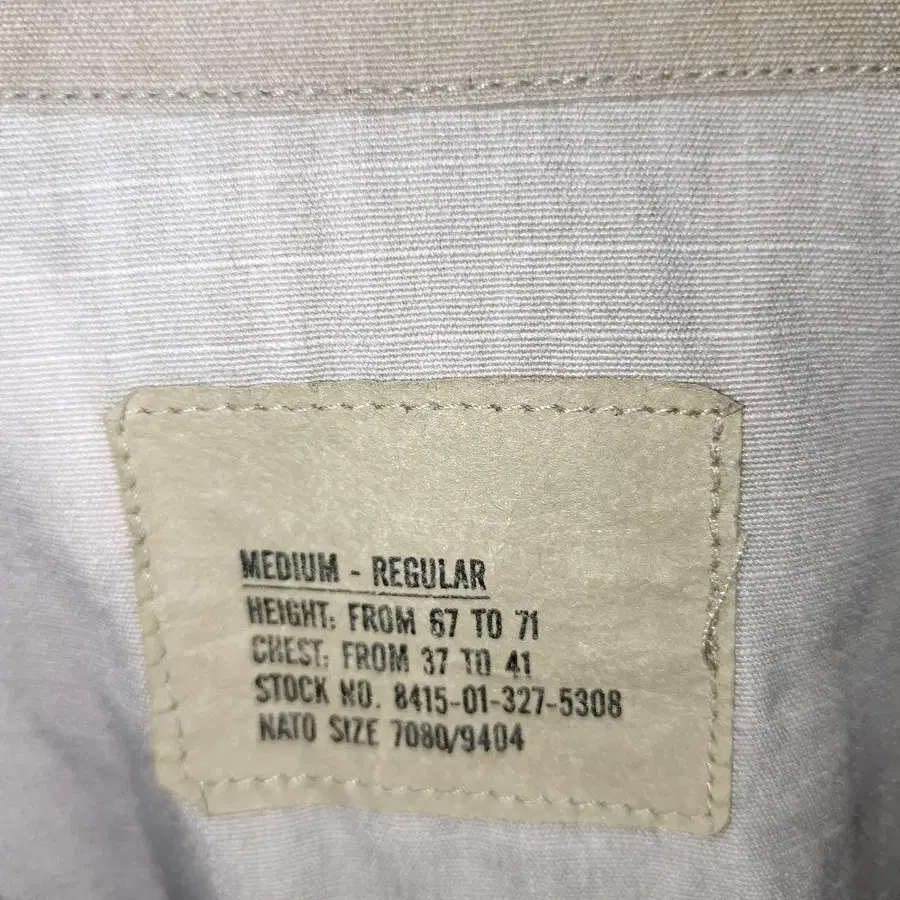 MEDIUM - REGULAR
HEIGHT: FROM 67 TO 71
CHEST: FROM 37 TO 41
STOCK NO. 8415-01-327-5308
NATO SIZE 7080/9404